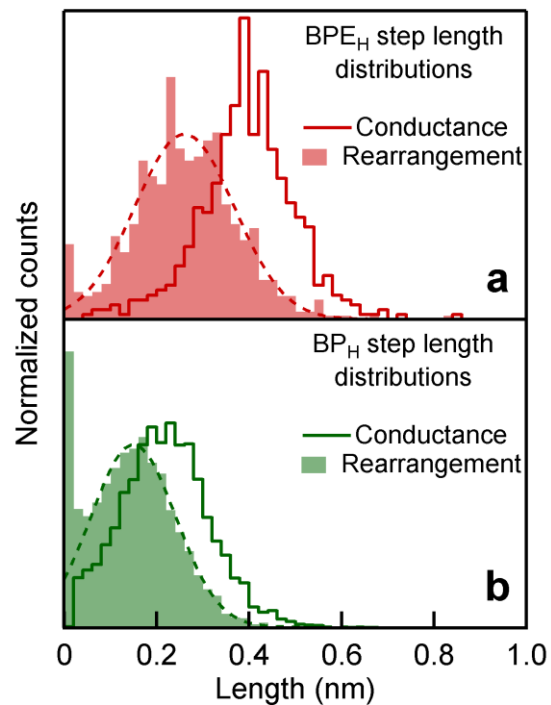 BPE_H step length
distributions
Conductance
Rearrangement
a
BP_H step length
distributions
Conductance
Rearrangement
b
Normalized counts
0 0.2 0.4 0.6 0.8 1.0
Length (nm)